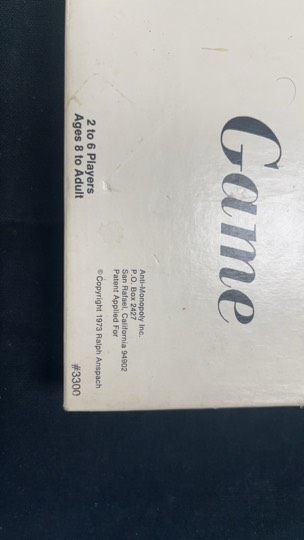 Game
Anti-Monopoly Inc.
P.O. Box 2427
San Rafael, California 94902
Patent Applied For
2 to 6 Players
Ages 8 to Adult
© Copyright 1973 Ralph Anspach
#3300